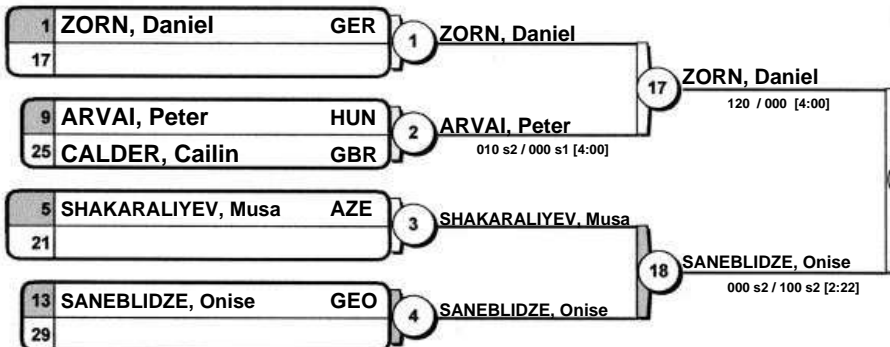 1 ZORN, Daniel GER
17
1
ZORN, Daniel
9 ARVAI, Peter HUN
25 CALDER, Cailin GBR
2
ARVAI, Peter
010 s2 / 000 s1 [4:00]
17
ZORN, Daniel
120 / 000 [4:00]
5 SHAKARALIYEV, Musa AZE
21
3
SHAKARALIYEV, Musa
13 SANEBLIDZE, Onise GEO
29
4
SANEBLIDZE, Onise
18
SANEBLIDZE, Onise
000 s2 / 100 s2 [2:22]